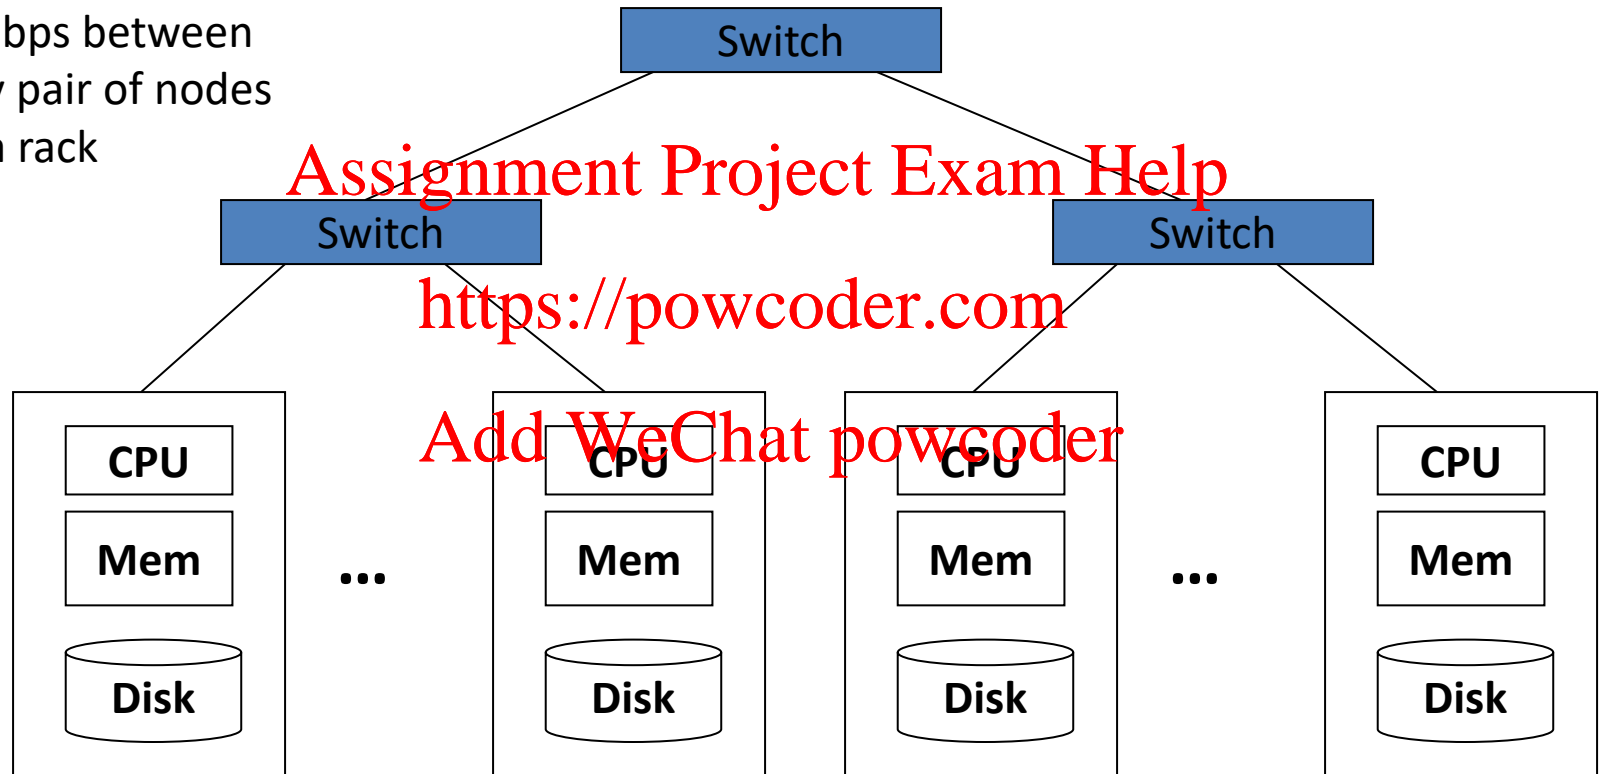 bps between
pair of nodes
rack
Switch
Assignment Project Exam Help
Switch
Switch
https://powcoder.com
Add WeChat powcoder
CPU
CPU
CPU
CPU
Mem
...
Mem
Mem
...
Mem
Disk
Disk
Disk
Disk